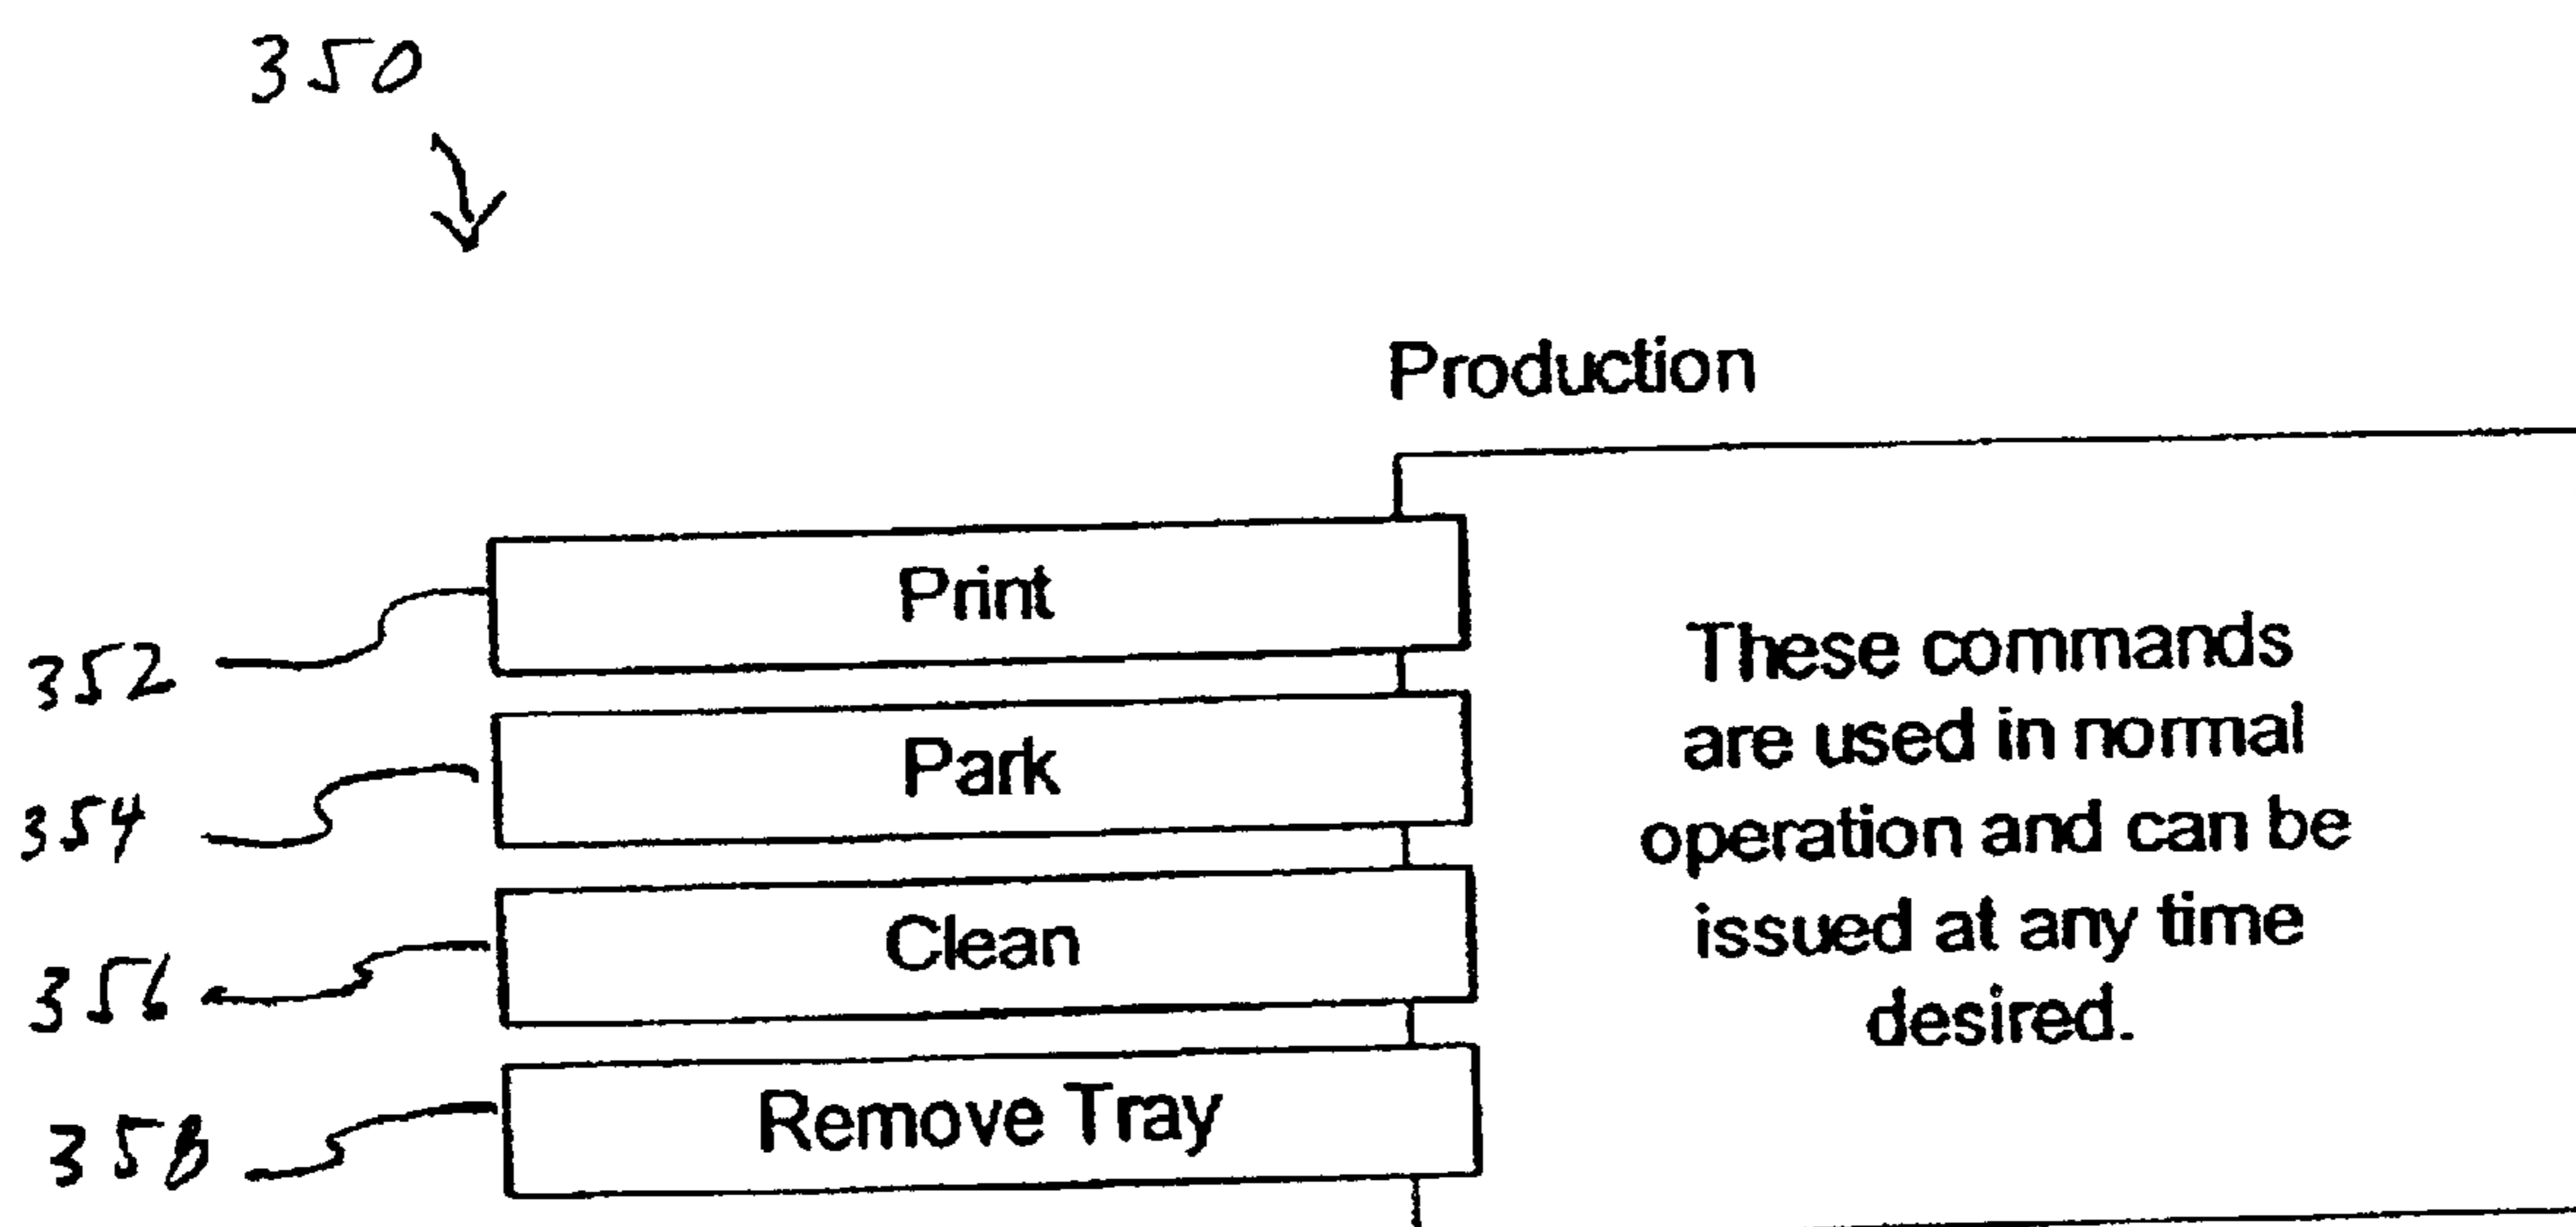 350
Production
Print
352
Park
354
Clean
356
Remove Tray
358
These commands
are used in normal
operation and can be
issued at any time
desired.